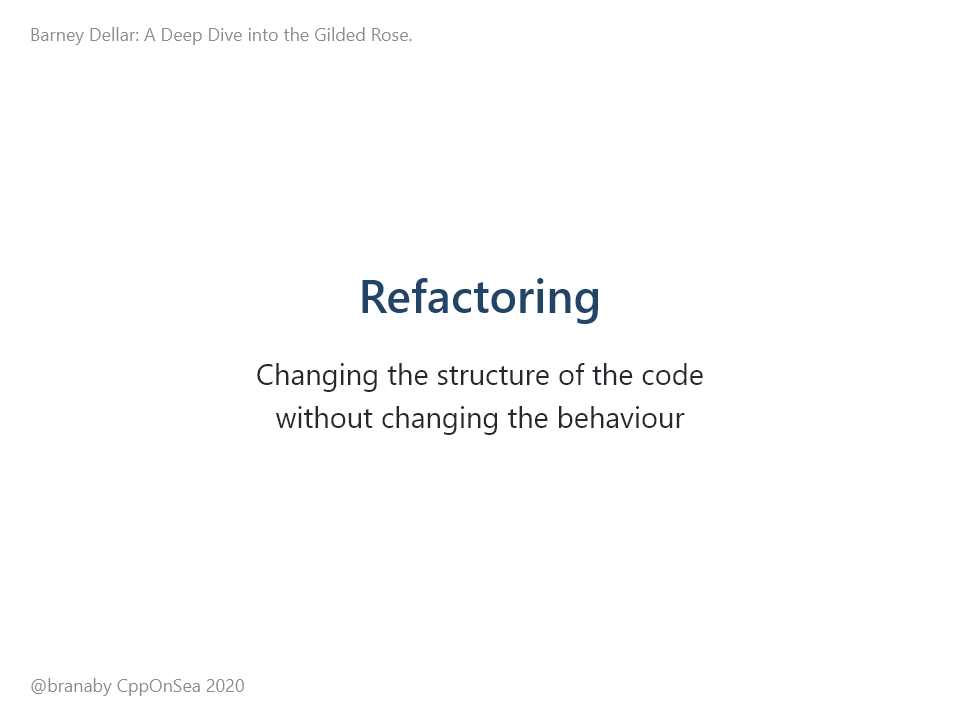 Barney Dellar: A Deep Dive into the Gilded Rose.
Refactoring
Changing the structure of the code
without changing the behaviour
@branaby CppOnSea 2020